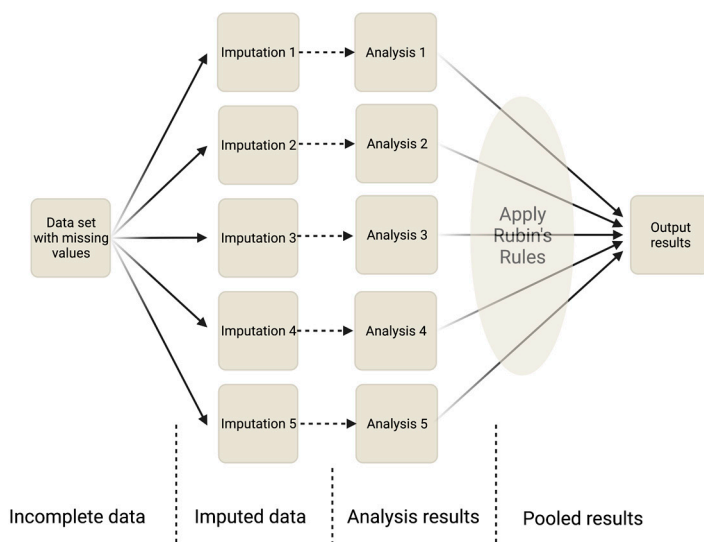 Imputation 1
Analysis 1
Imputation 2
Analysis 2
Data set
with missing
values
Imputation 3
Analysis 3
Apply
Rubin's
Rules
Output
results
Imputation 4
Analysis 4
Imputation 5
Analysis 5
Incomplete data
Imputed data
Analysis results
Pooled results